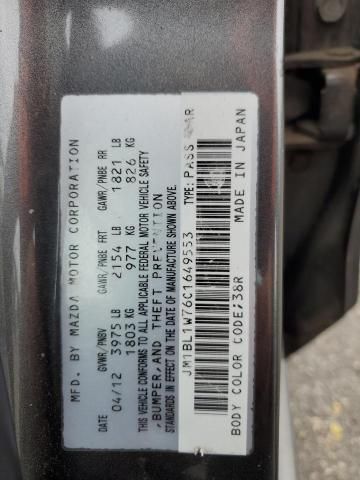 MFD. BY MAZDA MOTOR CORPORATION
DATE GVWR/PNBV GAWR/PNBE FRT GAWR/PNBE RR
04/12 3975 LB 2154 LB 1821 LB
1803 KG 977 KG 826 KG
THIS VEHICLE CONFORMS TO ALL APPLICABLE FEDERAL MOTOR VEHICLE SAFETY
,BUMPER,AND THEFT PREVENTION
STANDARDS IN EFFECT ON THE DATE OF MANUFACTURE SHOWN ABOVE.
JM1BL1W76C1649553 TYPE: PASS CAR
BODY COLOR CODE:38R MADE IN JAPAN